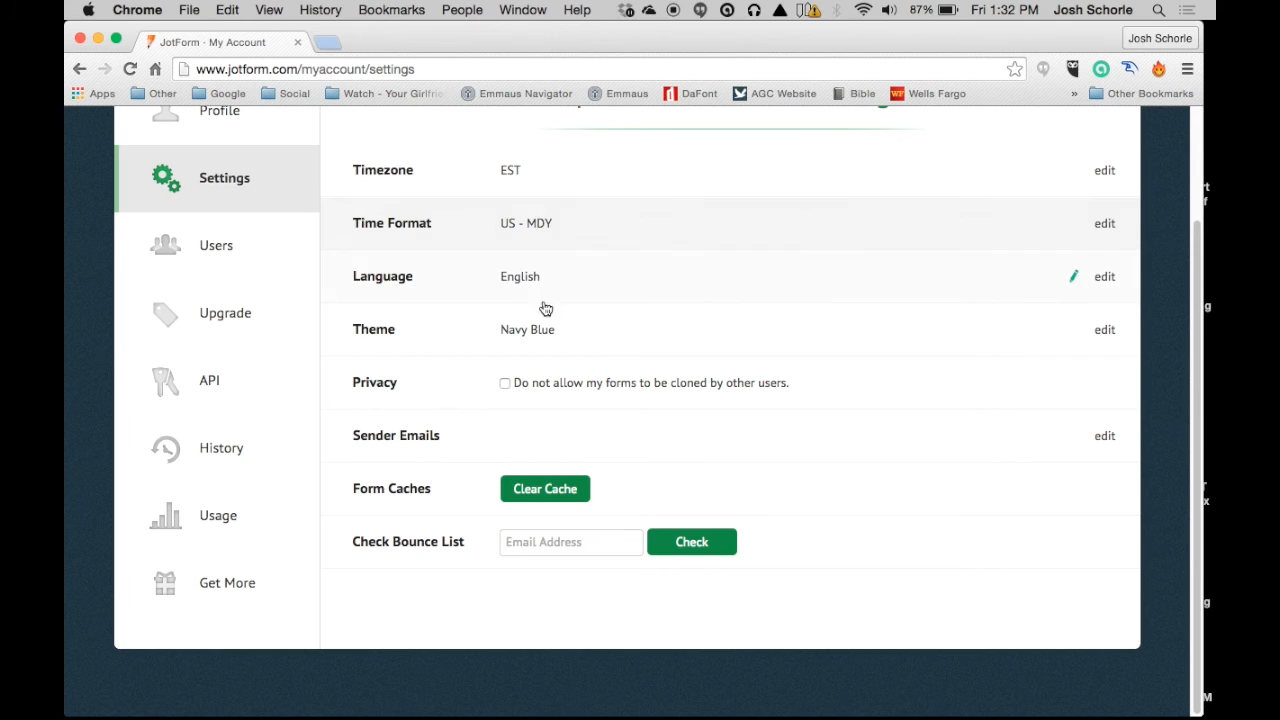 Chrome File Edit View History Bookmarks People Window Help 87% Fri 1:32 PM Josh Schorle
JotForm - My Account Josh Schorle
www.jotform.com/myaccount/settings
Apps Other Google Social Watch - Your Girlfri Emmaus Navigator Emmaus DaFont AGC Website Bible Wells Fargo » Other Bookmarks
Profile
Timezone EST edit
Settings
Time Format US - MDY edit
Users
Language English edit
Upgrade
Theme Navy Blue edit
API
Privacy Do not allow my forms to be cloned by other users.
Sender Emails edit
History
Form Caches Clear Cache
Usage
Check Bounce List Email Address Check
Get More